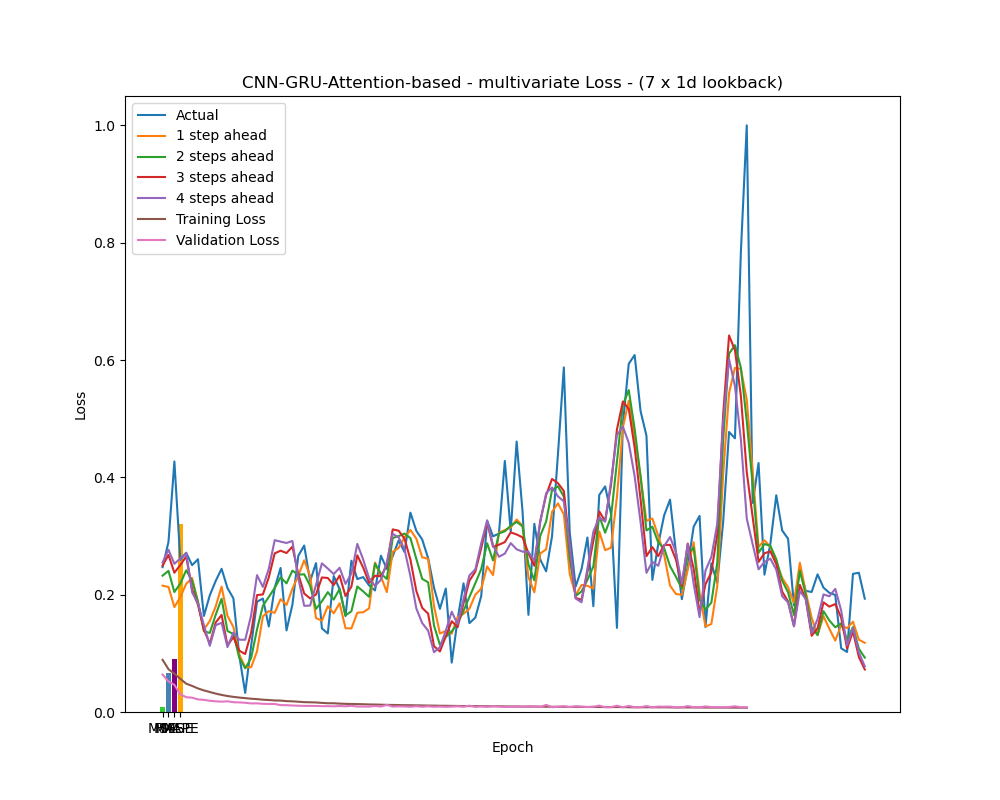 CNN-GRU-Attention-based - multivariate Loss - (7 x 1d lookback)
Actual
1 step ahead
2 steps ahead
3 steps ahead
4 steps ahead
Training Loss
Validation Loss
1.0
0.8
0.6
0.4
0.2
0.0
Loss
Epoch